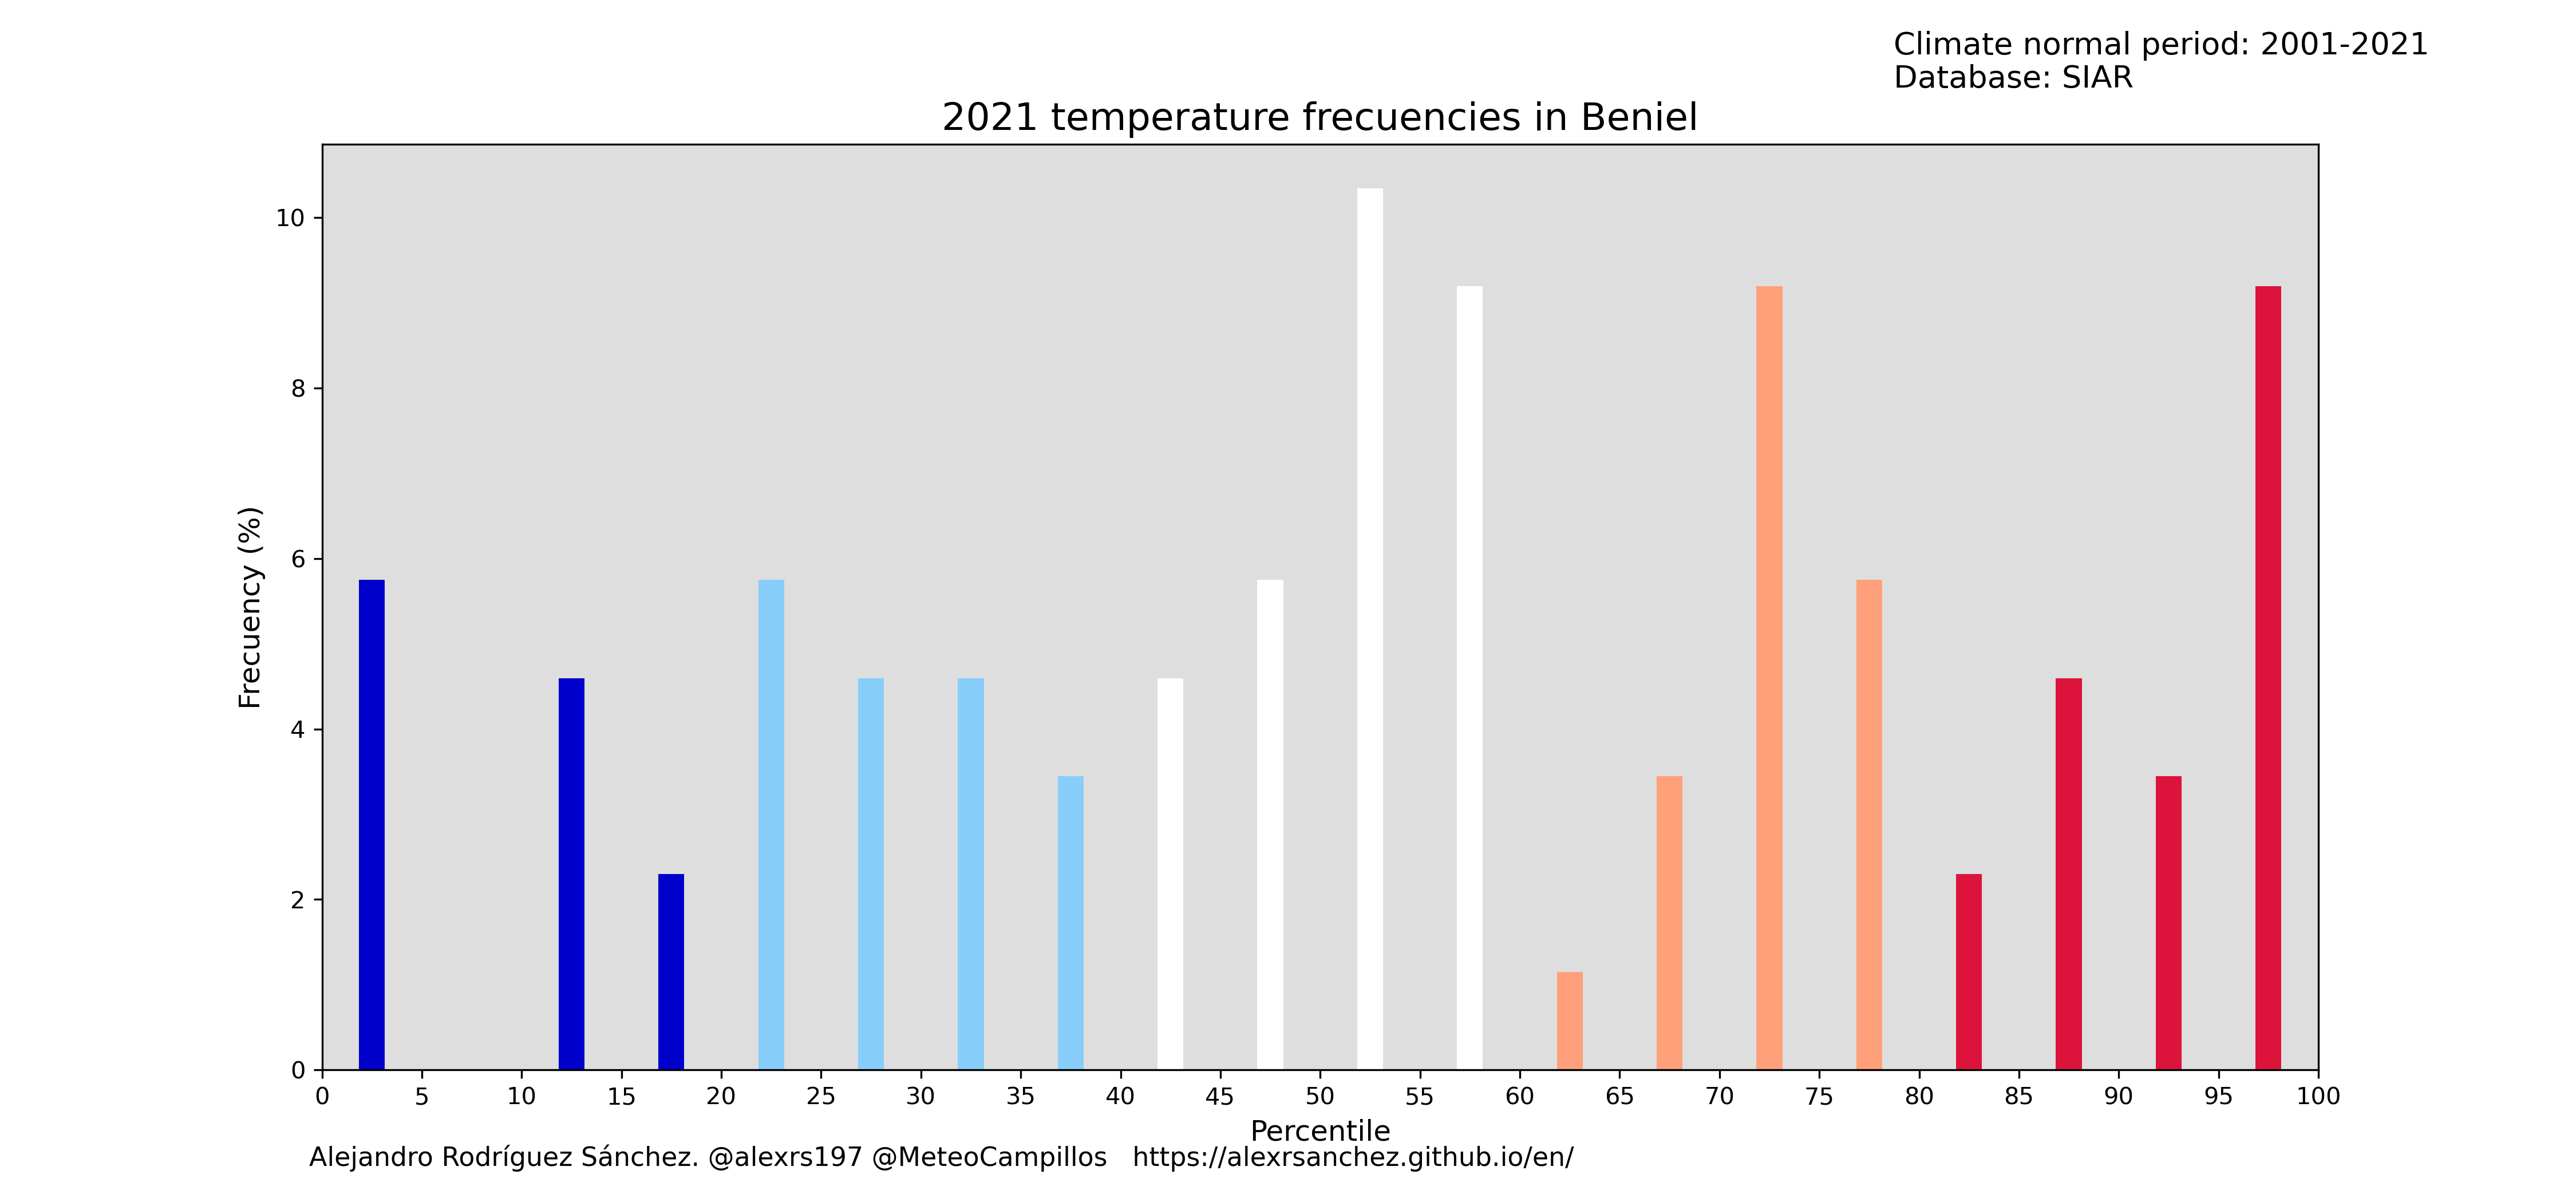 Climate normal period: 2001-2021
Database: SIAR
2021 temperature frecuencies in Beniel
Frecuency (%)
10
8
6
4
2
0
0 5 10 15 20 25 30 35 40 45 50 55 60 65 70 75 80 85 90 95 100
Percentile
Alejandro Rodríguez Sánchez. @alexrs197 @MeteoCampillos https://alexrsanchez.github.io/en/